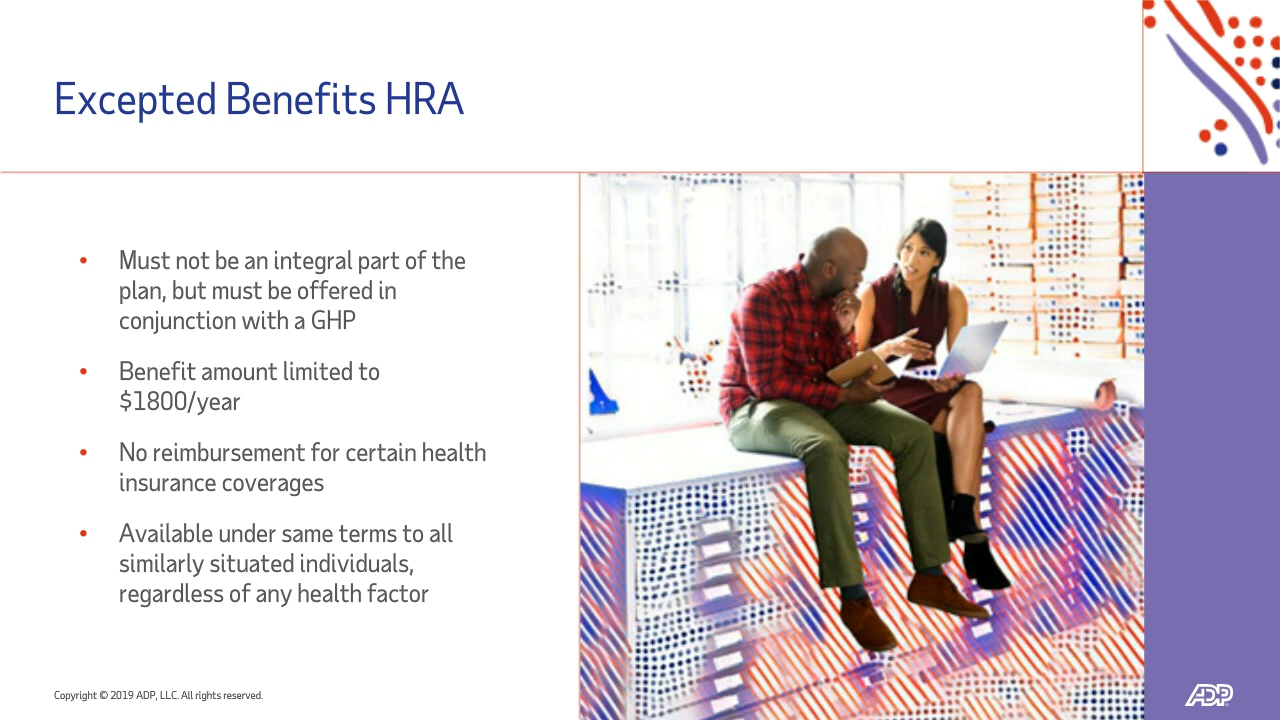 Excepted Benefits HRA
• Must not be an integral part of the
plan, but must be offered in
conjunction with a GHP
• Benefit amount limited to
$1800/year
• No reimbursement for certain health
insurance coverages
• Available under same terms to all
similarly situated individuals,
regardless of any health factor
Copyright © 2019 ADP, LLC. All rights reserved.
ADP